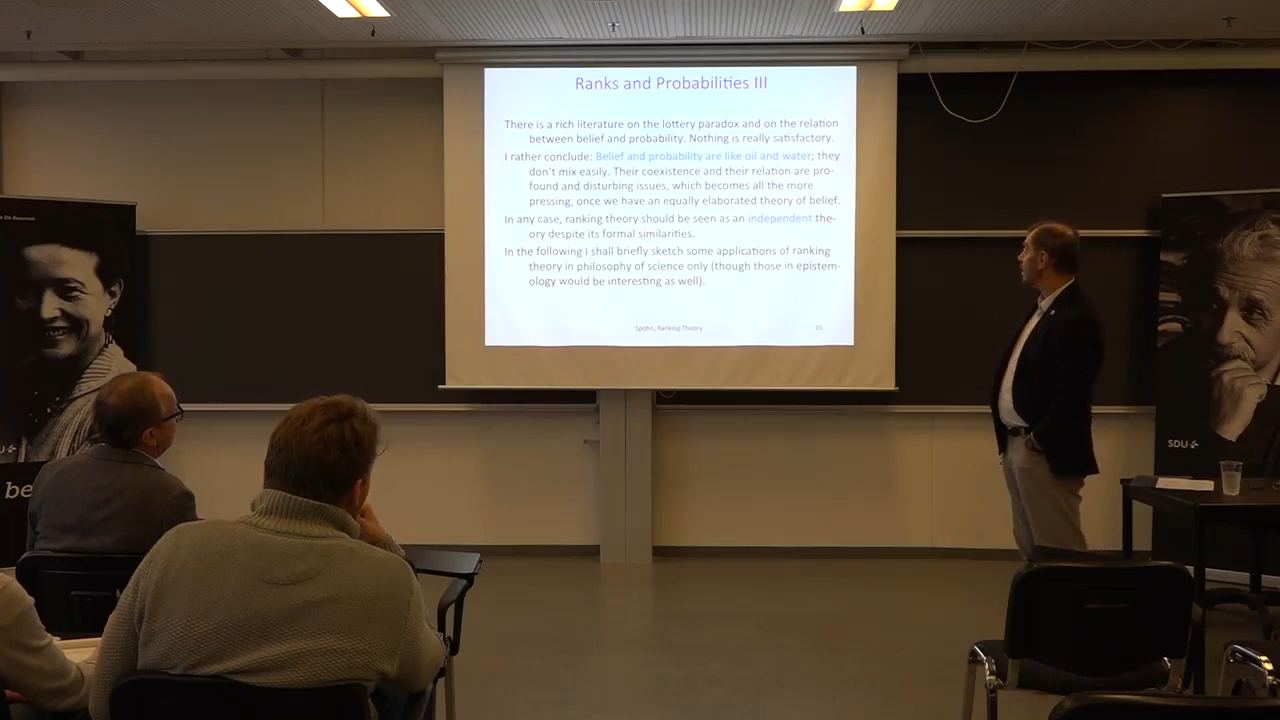 Ranks and Probabilities III
There is a rich literature on the lottery paradox and on the relation
between belief and probability. Nothing is really satisfactory.
I rather conclude: Belief and probability are like oil and water; they
don't mix easily. Their coexistence and their relation are pro-
found and disturbing issues, which becomes all the more
pressing, once we have an equally elaborated theory of belief.
In any case, ranking theory should be seen as an independent the-
ory despite its formal similarities.
In the following I shall briefly sketch some applications of ranking
theory in philosophy of science only (though those in epistem-
ology would be interesting as well).
Spohn, Ranking Theory 15
De Beauvoir
be
SDU